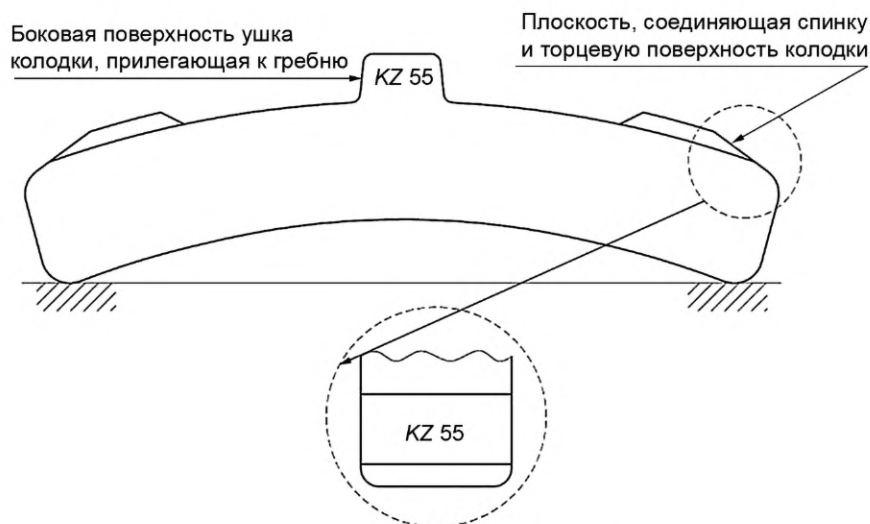 Боковая поверхность ушка
колодки, прилегающая к гребню
Плоскость, соединяющая спинку
и торцевую поверхность колодки
KZ 55
KZ 55